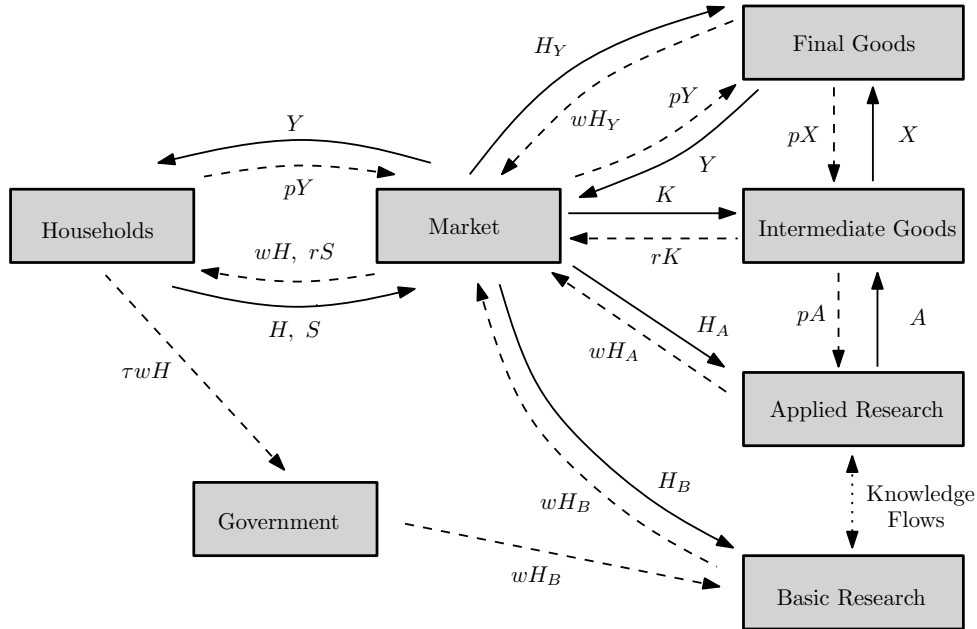 Final Goods
H_Y
wH_Y
pY
Y
pX
X
Y
pY
Households
Market
K
rK
Intermediate Goods
wH, rS
H, S
pA
A
H_A
wH_A
τwH
Applied Research
H_B
wH_B
Knowledge
Flows
Government
wH_B
Basic Research